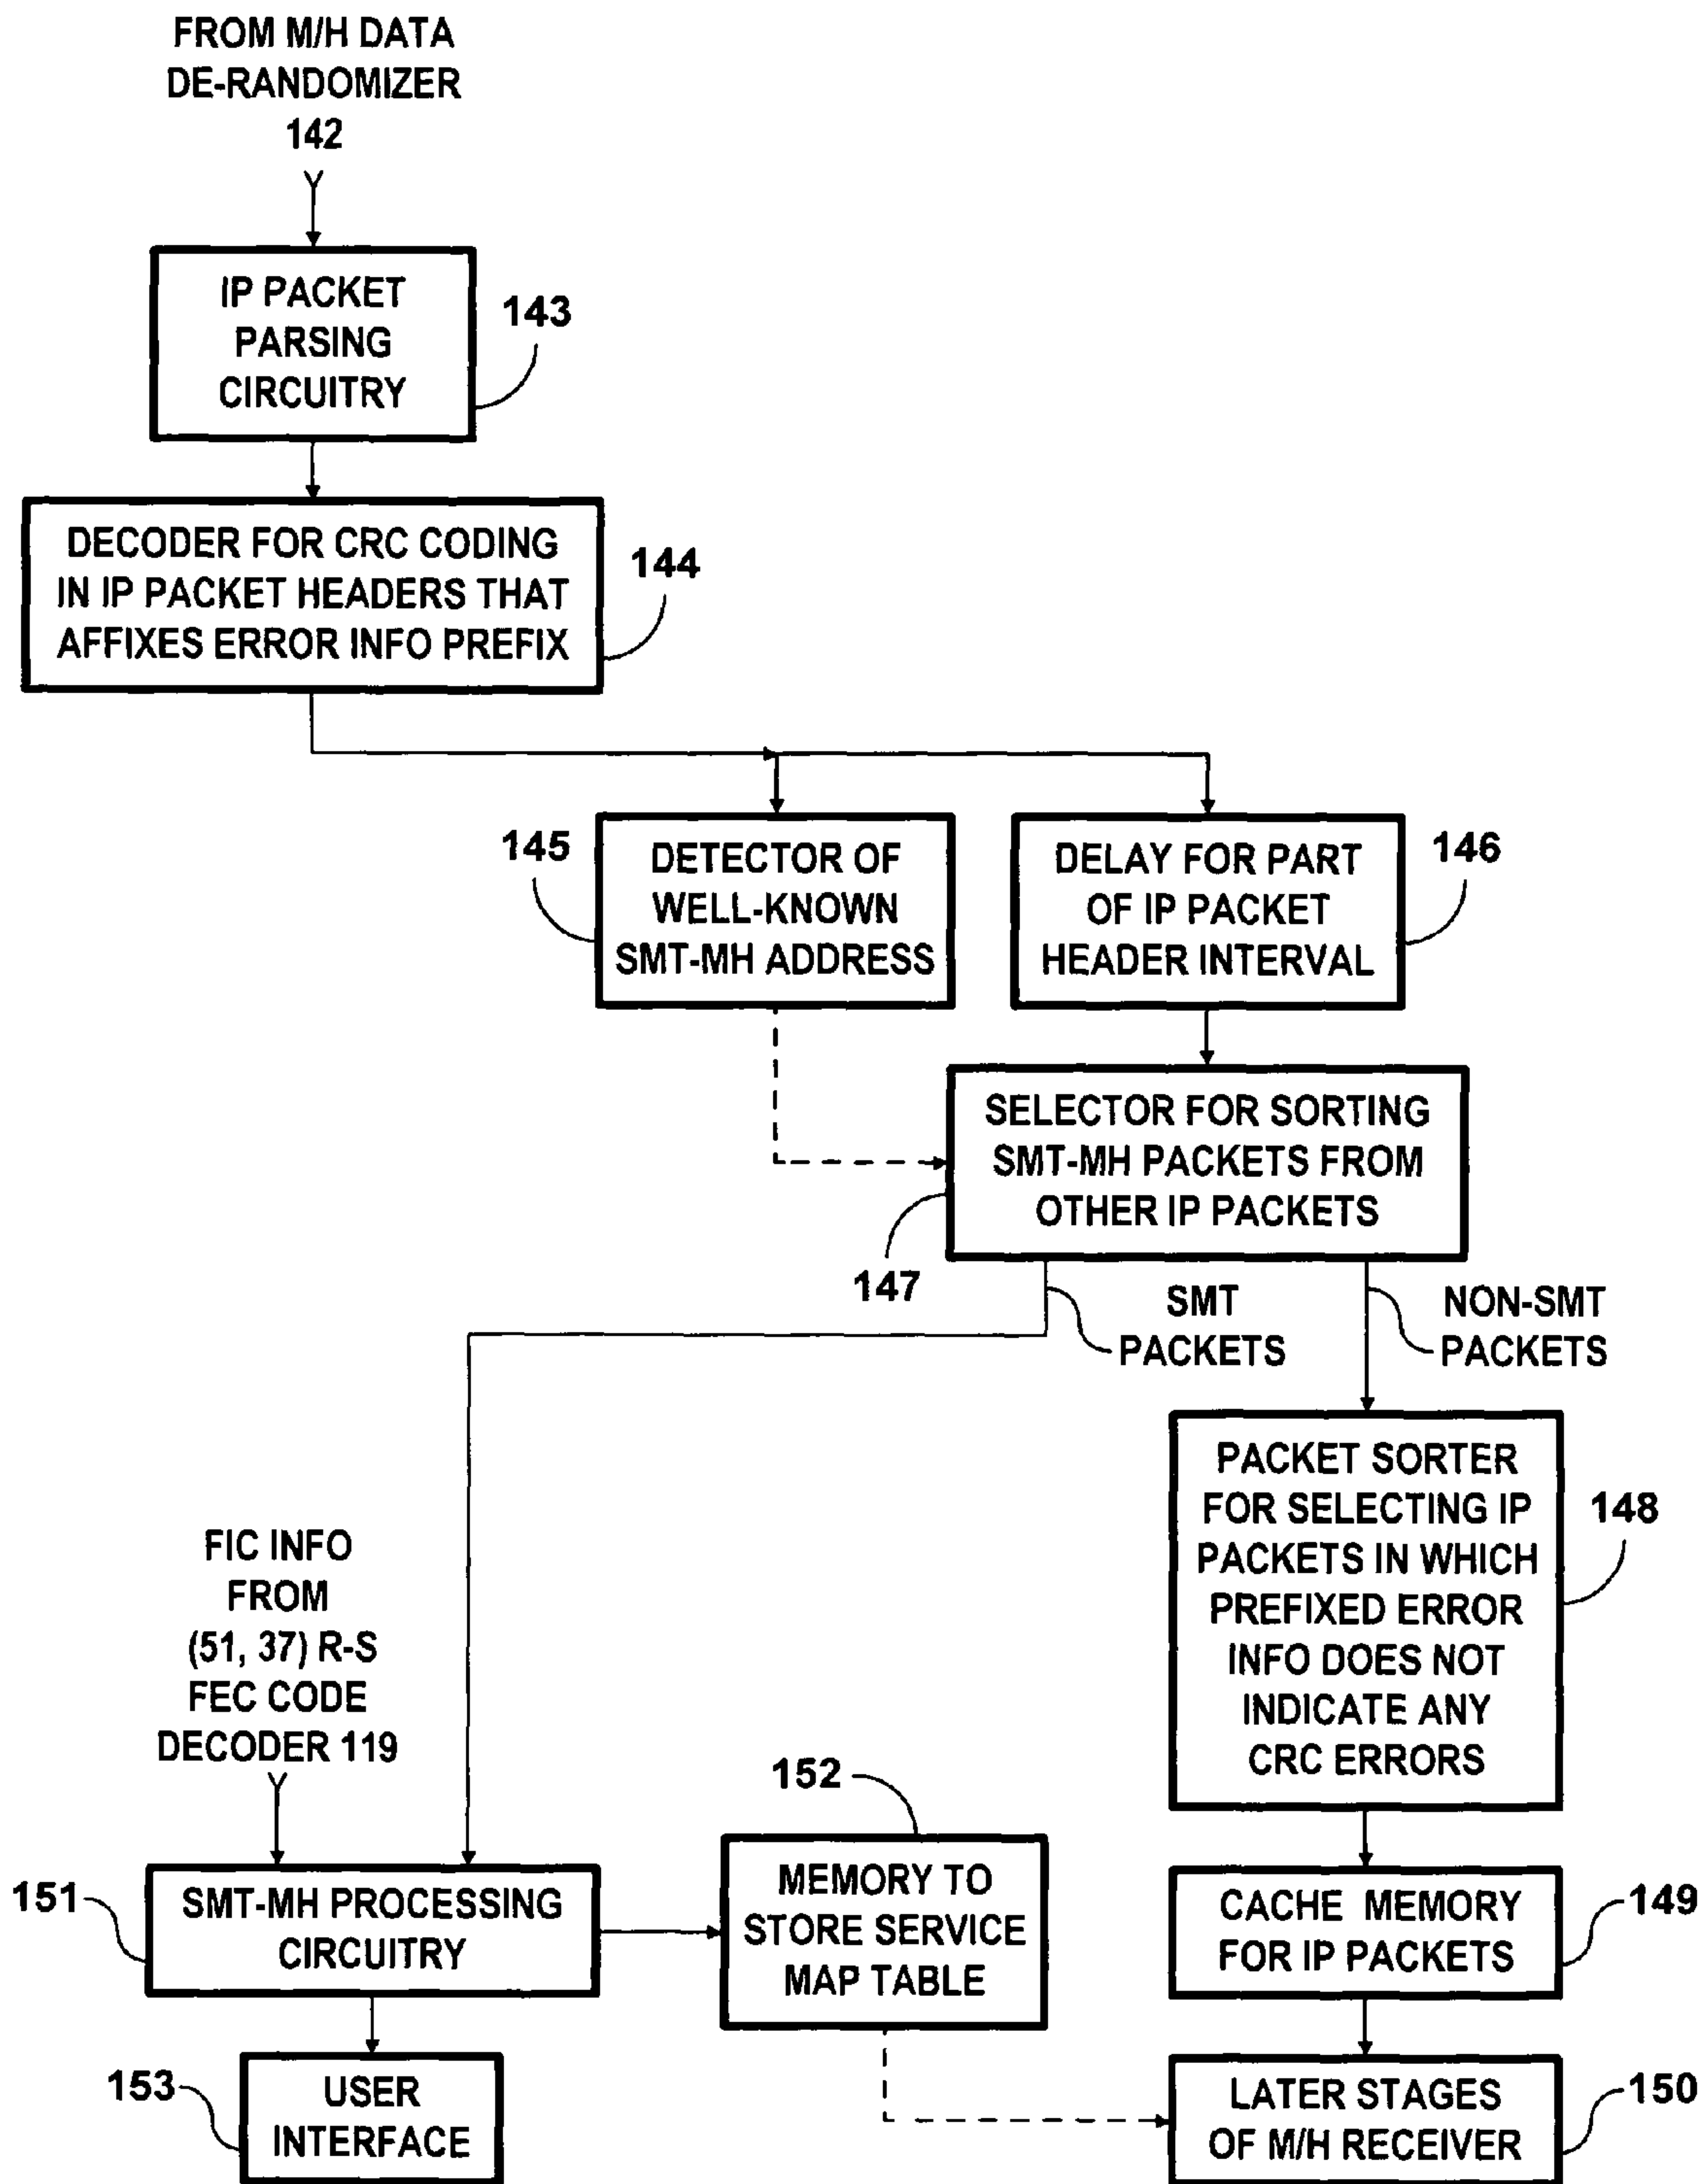 FROM M/H DATA
DE-RANDOMIZER
142
IP PACKET
PARSING
CIRCUITRY
143
DECODER FOR CRC CODING
IN IP PACKET HEADERS THAT
AFFIXES ERROR INFO PREFIX
144
145
DETECTOR OF
WELL-KNOWN
SMT-MH ADDRESS
DELAY FOR PART
OF IP PACKET
HEADER INTERVAL
146
SELECTOR FOR SORTING
SMT-MH PACKETS FROM
OTHER IP PACKETS
147
SMT
PACKETS
NON-SMT
PACKETS
PACKET SORTER
FOR SELECTING IP
PACKETS IN WHICH
PREFIXED ERROR
INFO DOES NOT
INDICATE ANY
CRC ERRORS
148
FIC INFO
FROM
(51, 37) R-S
FEC CODE
DECODER 119
151
SMT-MH PROCESSING
CIRCUITRY
152
MEMORY TO
STORE SERVICE
MAP TABLE
CACHE MEMORY
FOR IP PACKETS
149
153
USER
INTERFACE
LATER STAGES
OF M/H RECEIVER
150